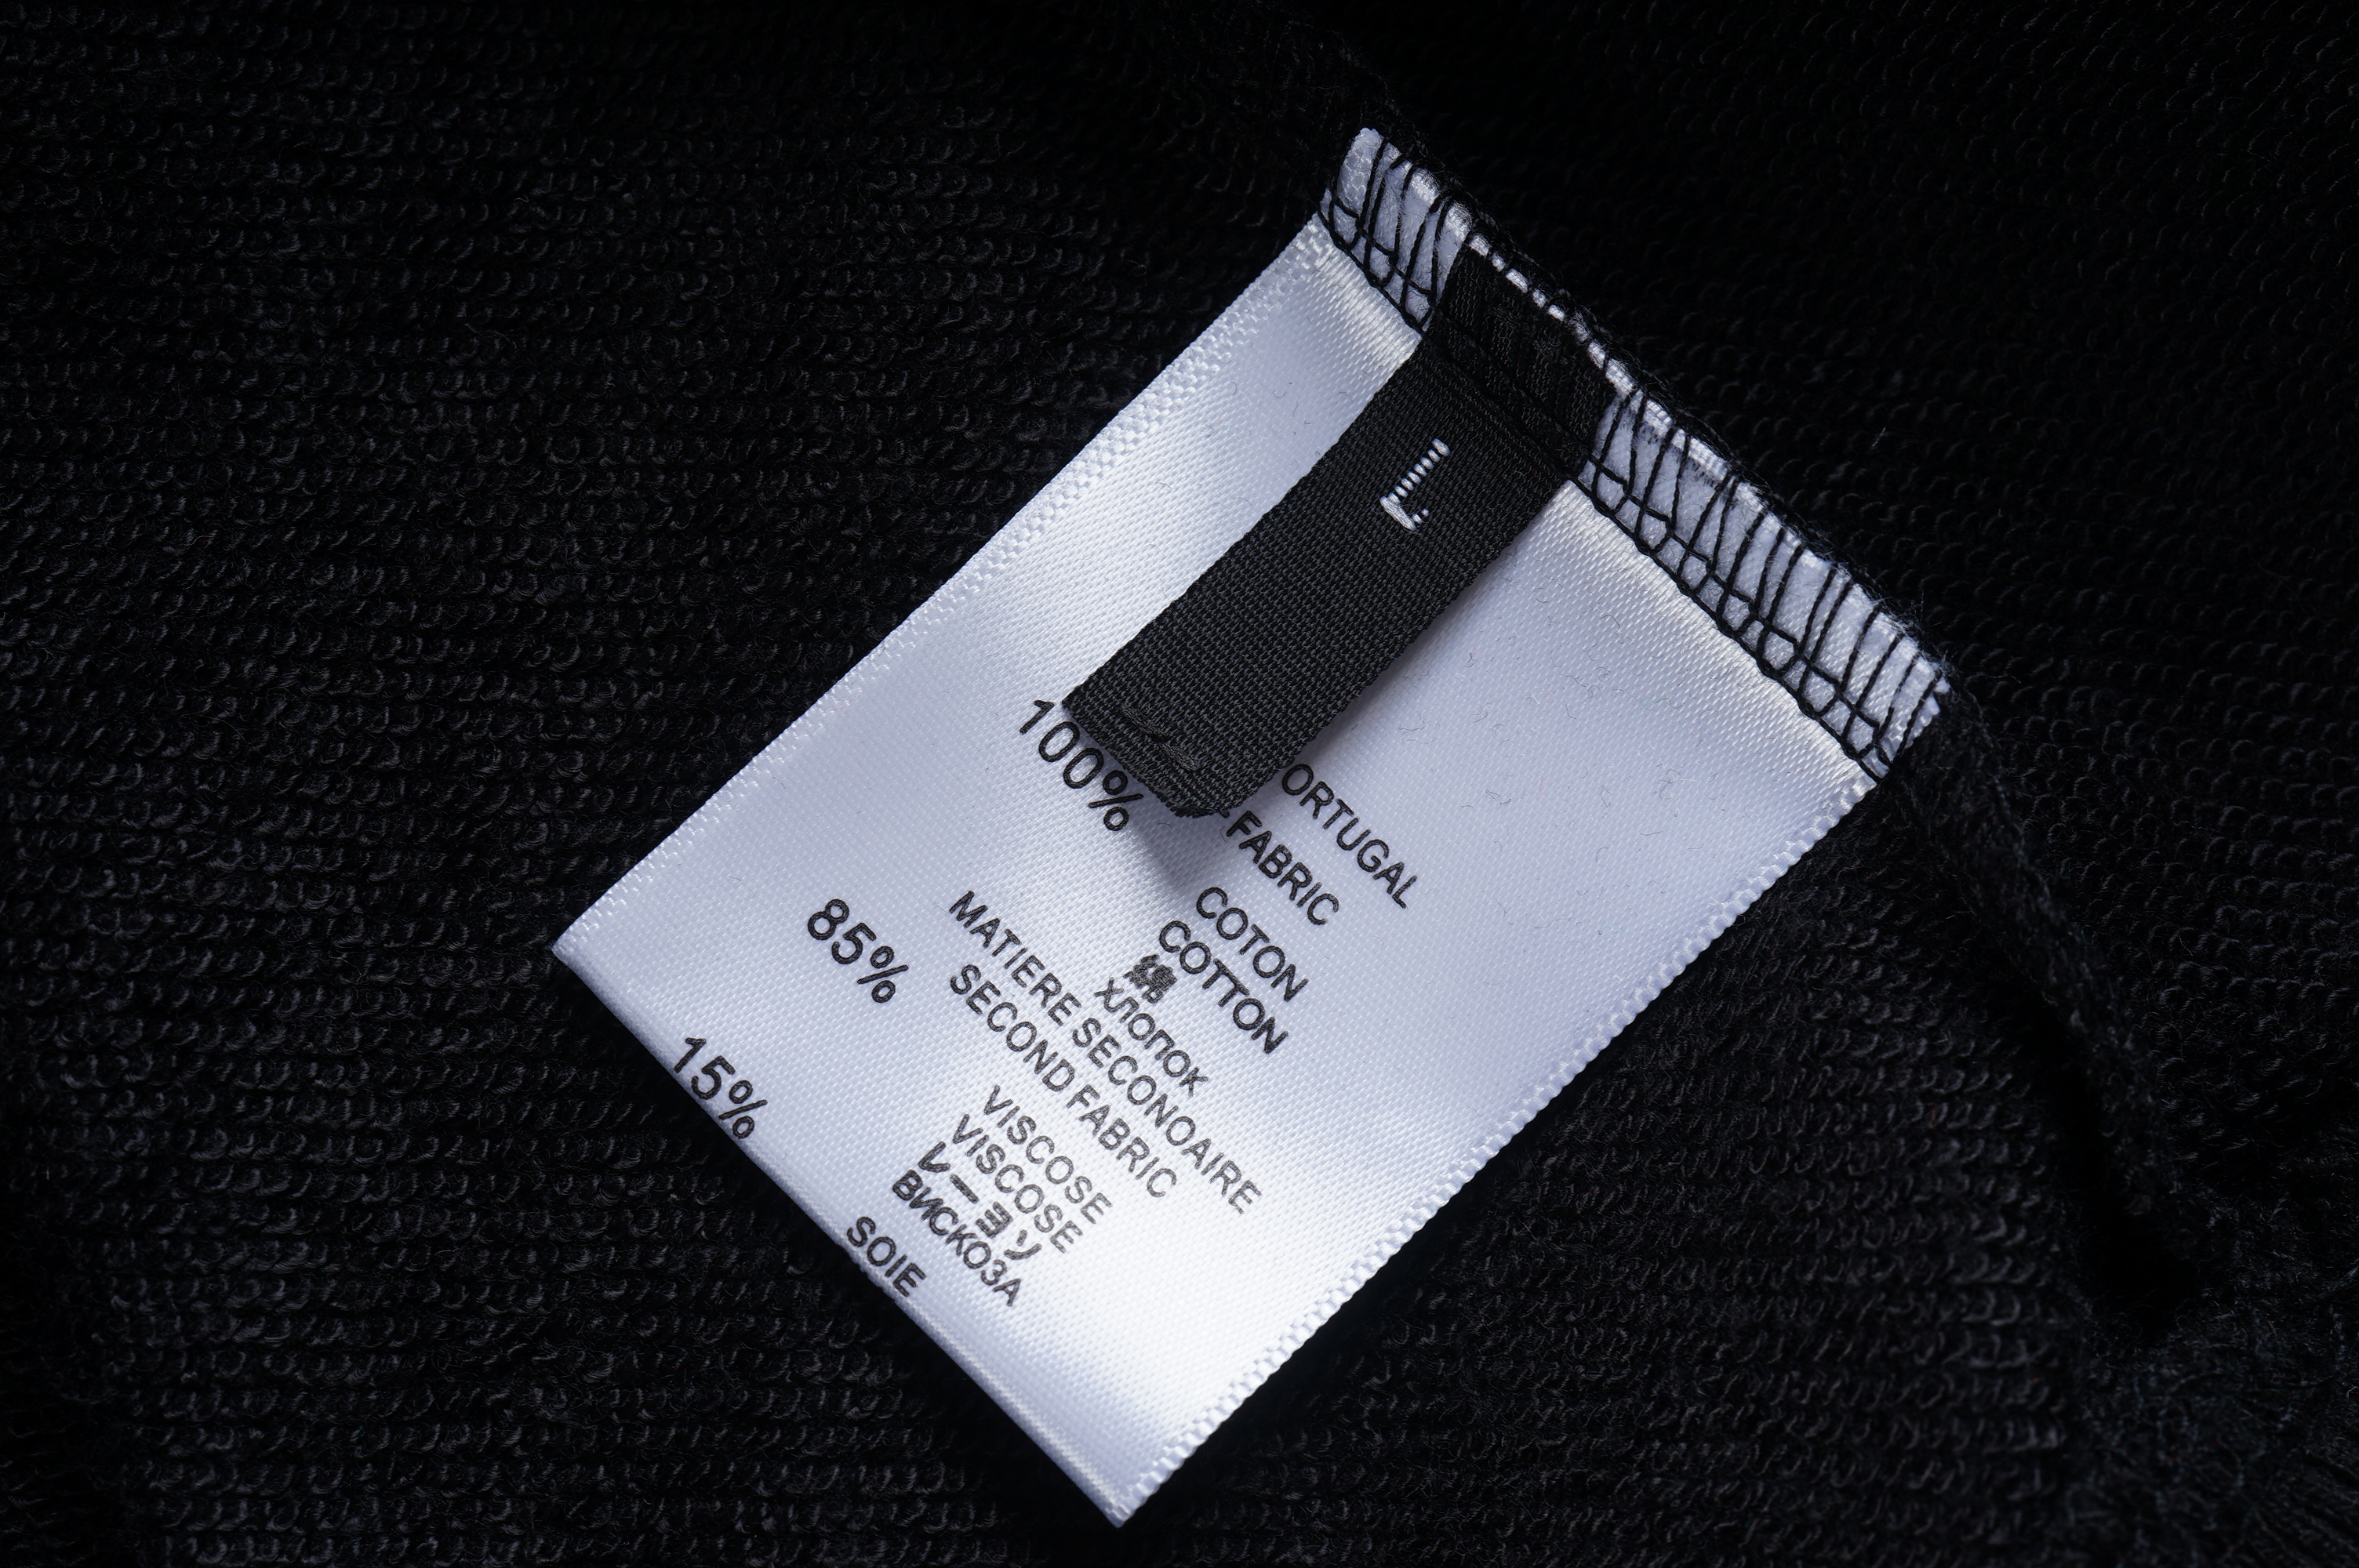 L
ORTUGAL
FABRIC
100% COTON
COTTON
綿
хлопок
MATIERE SECONOAIRE
SECOND FABRIC
85% VISCOSE
VISCOSE
レーヨン
ВИСКОЗА
15% SOIE